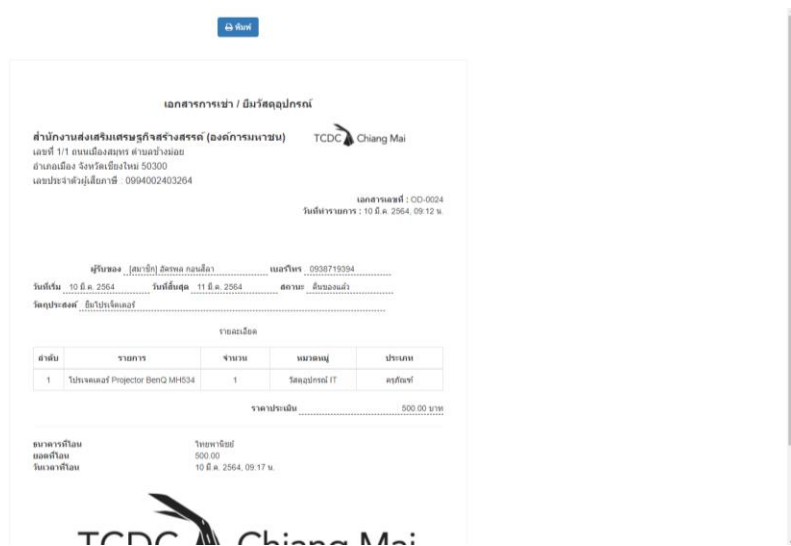 พิมพ์
เอกสารการเช่า / ยืมวัสดุอุปกรณ์
สำนักงานส่งเสริมเศรษฐกิจสร้างสรรค์ (องค์การมหาชน)
TCDC Chiang Mai
เลขที่ 1/1 ถนนเมืองสมุทร ตำบลช้างม่อย
อำเภอเมือง จังหวัดเชียงใหม่ 50300
เลขประจำตัวผู้เสียภาษี : 0994002403264
เอกสารเลขที่ : OD-0024
วันที่ทำรายการ : 10 มี.ค. 2564, 09:12 น.
ผู้รับของ [สมาชิก] เบอร์โทร 0938719394
วันที่เริ่ม 10 มี.ค. 2564 วันที่สิ้นสุด 11 มี.ค. 2564 สถานะ คืนของแล้ว
วัตถุประสงค์ ยืมโปรเจ็คเตอร์
รายละเอียด
ลำดับ รายการ จำนวน หมวดหมู่ ประเภท
1 โปรเจคเตอร์ Projector BenQ MH534 1 วัสดุอุปกรณ์ IT ครุภัณฑ์
ราคาประเมิน 500.00 บาท
ธนาคารที่โอน ไทยพาณิชย์
ยอดที่โอน 500.00
วันเวลาที่โอน 10 มี.ค. 2564, 09:17 น.
TCDC Chiang Mai